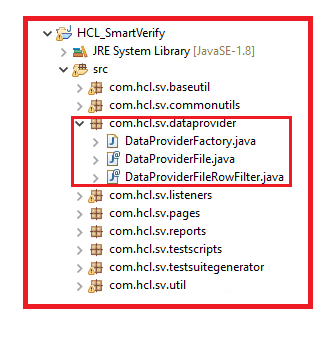 HCL_SmartVerify
JRE System Library [JavaSE-1.8]
src
com.hcl.sv.baseutil
com.hcl.sv.commonutils
com.hcl.sv.dataprovider
DataProviderFactory.java
DataProviderFile.java
DataProviderFileRowFilter.java
com.hcl.sv.listeners
com.hcl.sv.pages
com.hcl.sv.reports
com.hcl.sv.testscripts
com.hcl.sv.testsuitegenerator
com.hcl.sv.util